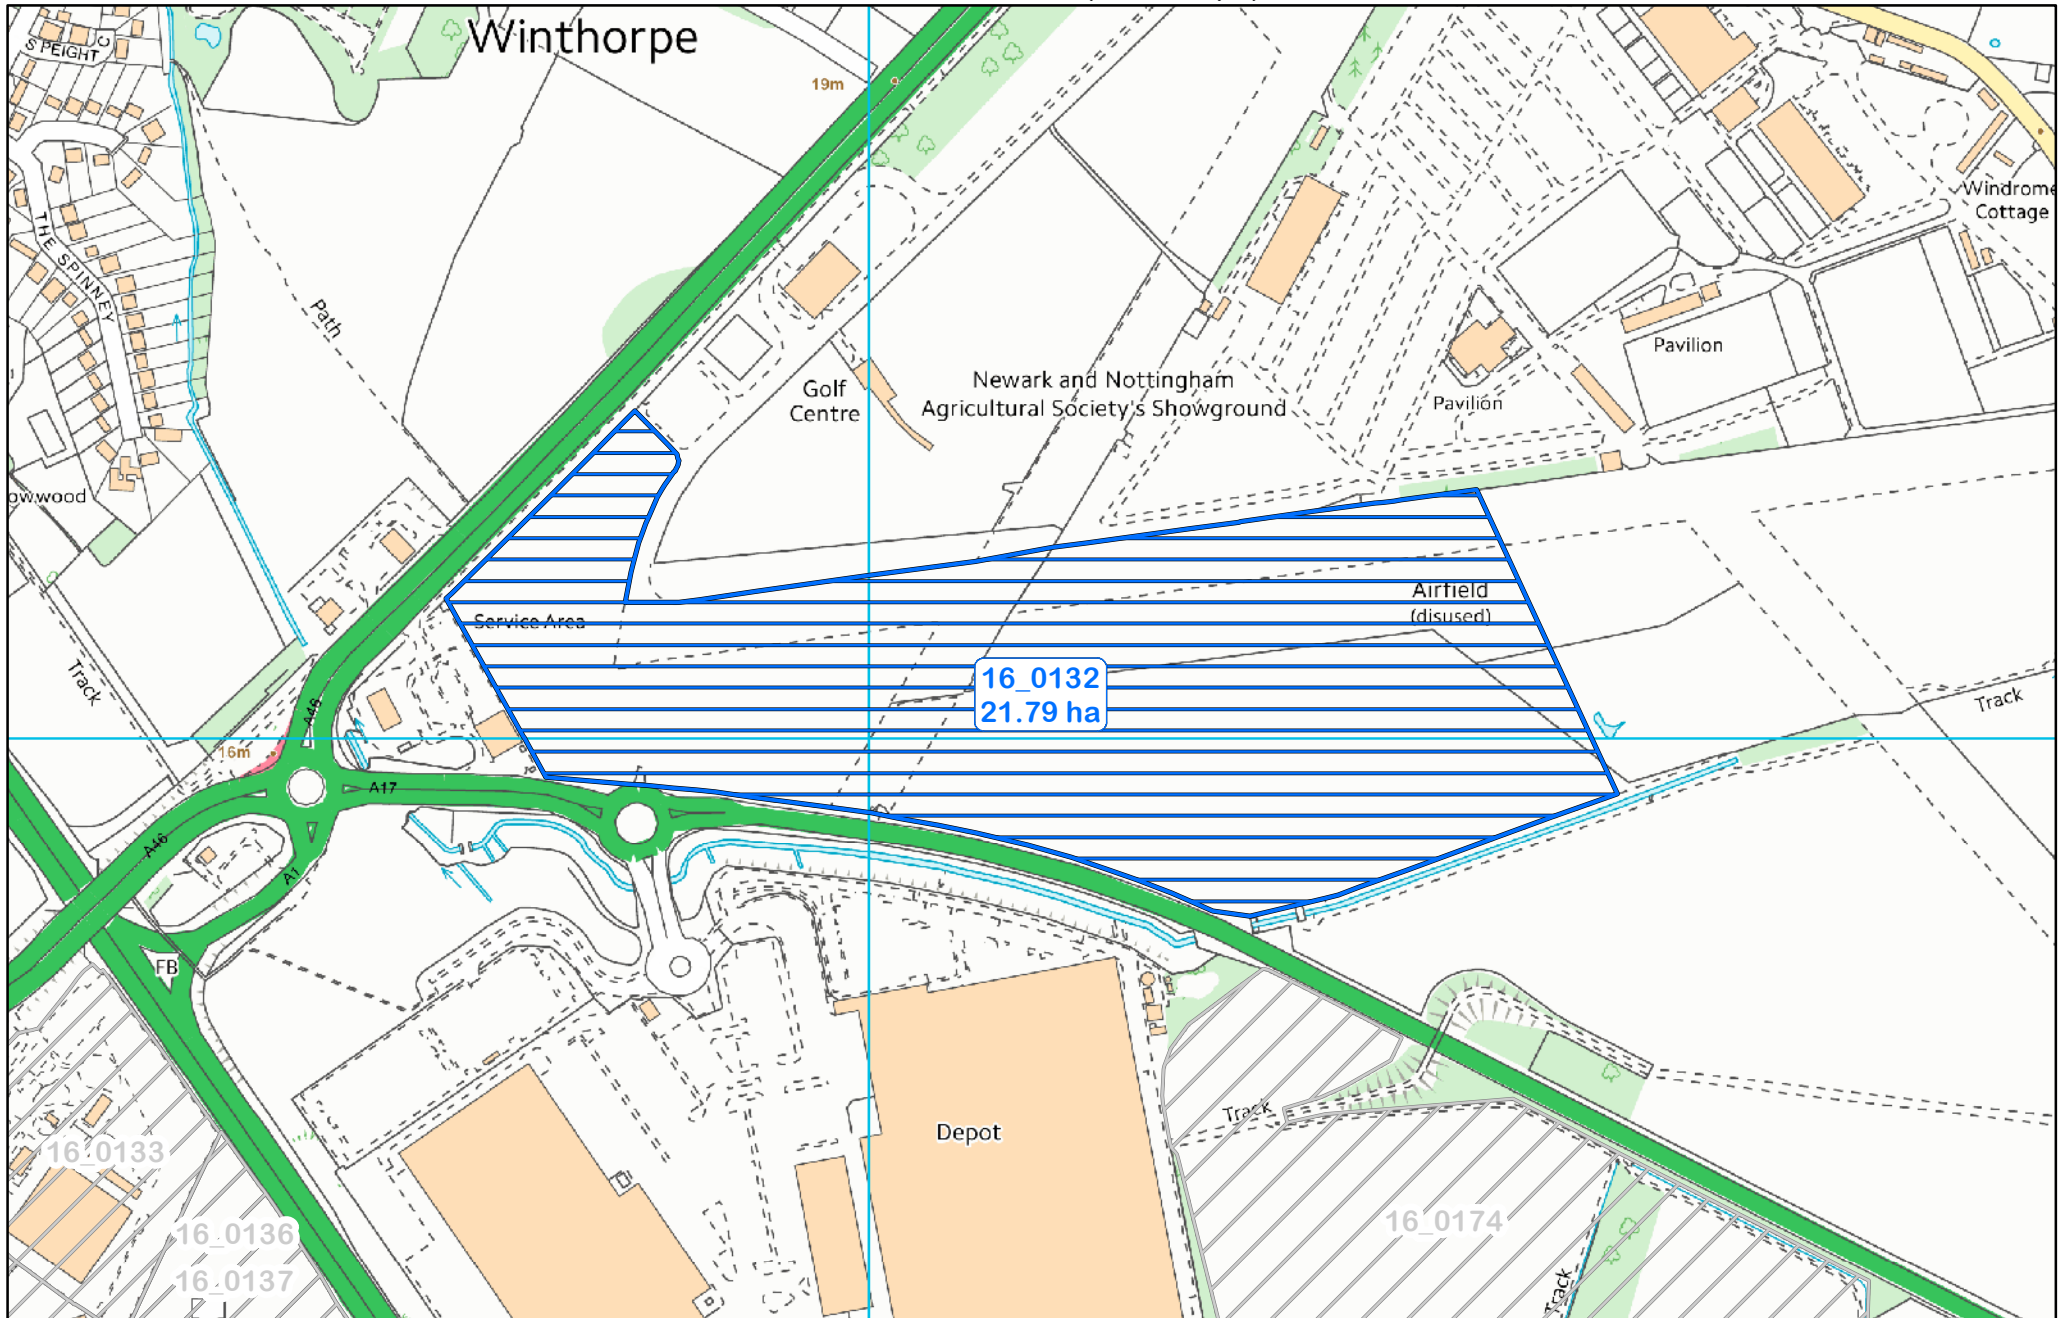 Winthorpe
SPEIGHT C
19m
Windrome
Cottage
THE SPINNEY
Path
Pavilion
Golf
Centre
Newark and Nottingham
Agricultural Society's Showground
Pavilion
owwood
Airfield
(disused)
Service Area
Track
16_0132
21.79 ha
Track
A46
16m
A17
A46
A1
FB
Track
Depot
16_0133
16_0174
16_0136
16_0137
Track